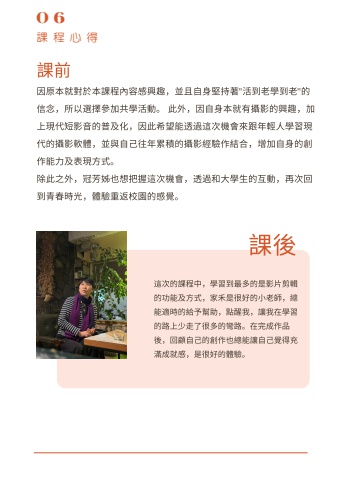 06
課程心得
課前
因原本就對於本課程內容感興趣，並且自身堅持著"活到老學到老"的
信念，所以選擇參加共學活動。 此外，因自身本就有攝影的興趣，加
上現代短影音的普及化，因此希望能透過這次機會來跟年輕人學習現
代的攝影軟體，並與自己往年累積的攝影經驗作結合，增加自身的創
作能力及表現方式。
除此之外，冠芳姊也想把握這次機會，透過和大學生的互動，再次回
到青春時光，體驗重返校園的感覺。
課後
這次的課程中，學習到最多的是影片剪輯
的功能及方式，家禾是很好的小老師，總
能適時的給予幫助，點醒我，讓我在學習
的路上少走了很多的彎路。在完成作品
後，回顧自己的創作也總能讓自己覺得充
滿成就感，是很好的體驗。